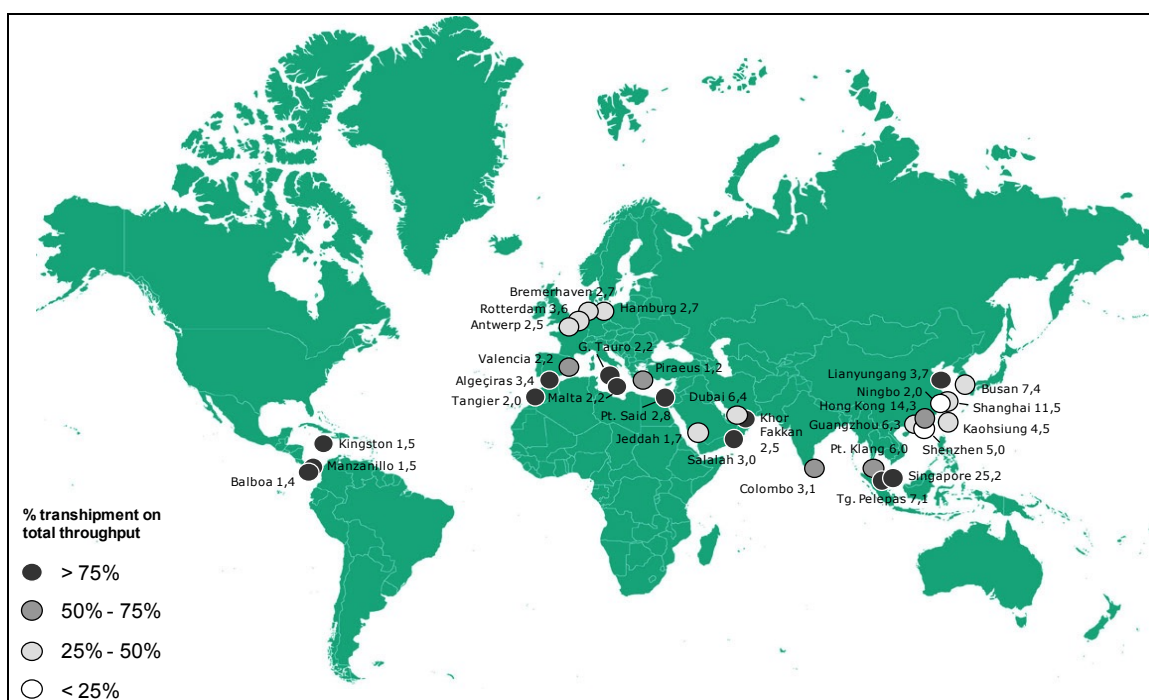 Bremerhaven 2,7
Rotterdam 3,6
Hamburg 2,7
Antwerp 2,5
G. Tauro 2,2
Valencia 2,2
Piraeus 1,2
Algeçiras 3,4
Tangier 2,0
Malta 2,2
Pt. Said 2,8
Dubai 6,4
Khor
Fakkan
2,5
Jeddah 1,7
Salalah 3,0
Colombo 3,1
Lianyungang 3,7
Ningbo 2,0
Busan 7,4
Hong Kong 14,3
Shanghai 11,5
Guangzhou 6,3
Kaohsiung 4,5
Pt. Klang 6,0
Shenzhen 5,0
Singapore 25,2
Tg. Pelepas 7,1
Kingston 1,5
Manzanillo 1,5
Balboa 1,4
% transhipment on
total throughput
> 75%
50% - 75%
25% - 50%
< 25%